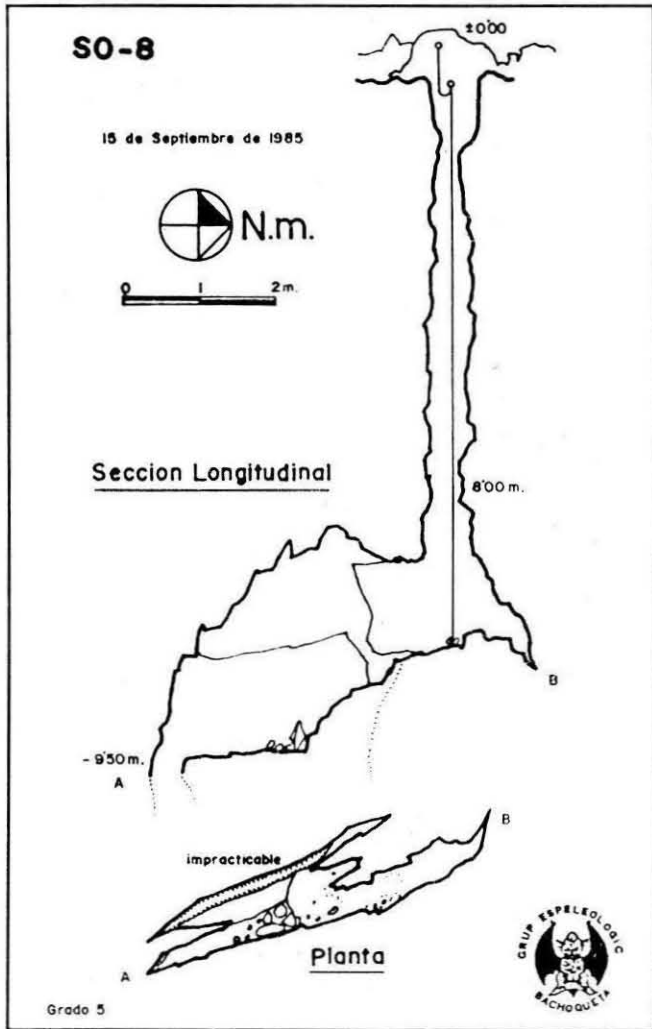 ±0'00
SO-8
15 de Septiembre de 1985
N.m.
0 1 2m.
Seccion Longitudinal
8'00 m.
B
-9'50m.
A
B
impracticable
A
Planta
Grado 5
GRUP ESPELEOLOGIC
BACHOQUETA